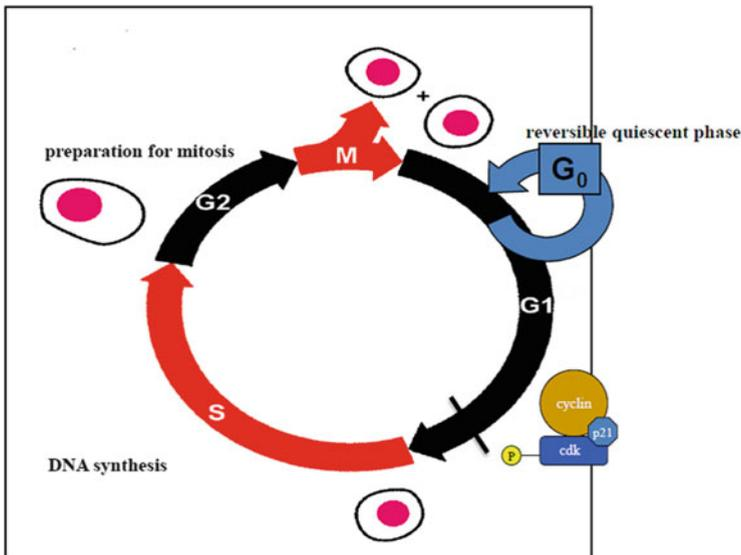 +
reversible quiescent phase
M
preparation for mitosis
G0
G2
G1
S
cyclin
p21
P
cdk
DNA synthesis